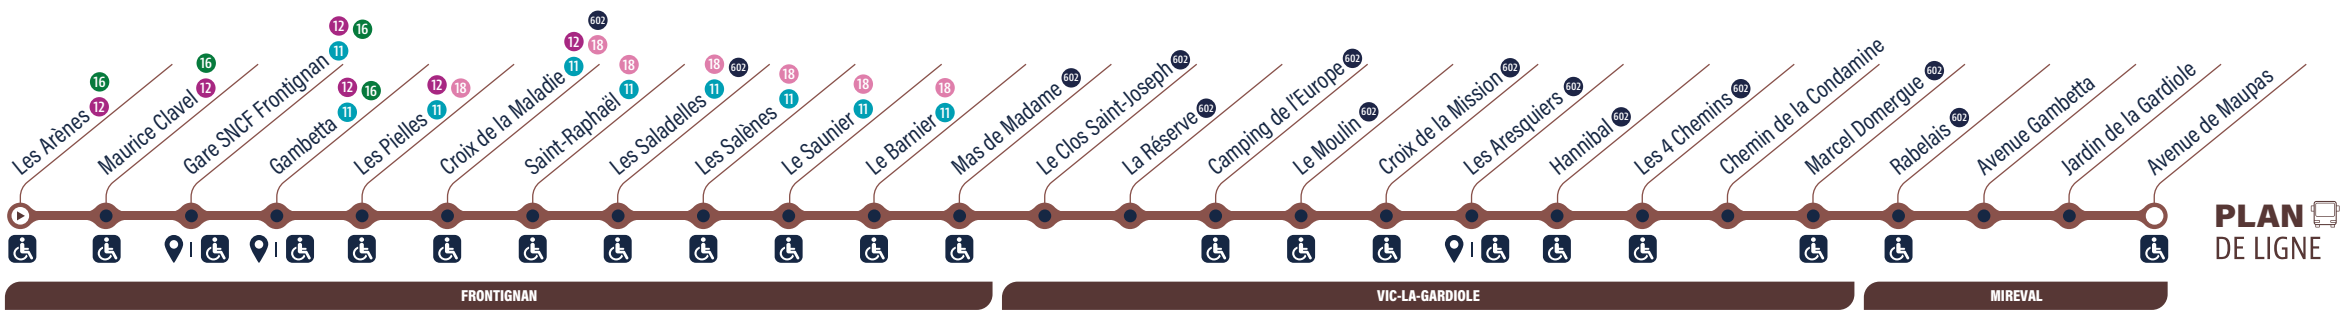 Les Arènes 12 16
Maurice Clavel 12 16
Gare SNCF Frontignan 11 12 16
Gambetta 11 12 16
Les Pielles 11 12 18
Croix de la Maladie 11 12 18 602
Saint-Raphaël 11 18
Les Saladelles 11 18 602
Les Salènes 11 18
Le Saunier 11 18
Le Barnier 11 18
Mas de Madame 602
Le Clos Saint-Joseph 602
La Réserve 602
Camping de l'Europe 602
Le Moulin 602
Croix de la Mission 602
Les Aresquiers 602
Hannibal 602
Les 4 Chemins 602
Chemin de la Condamine
Marcel Domergue 602
Rabelais 602
Avenue Gambetta
Jardin de la Gardiole
Avenue de Maupas
PLAN
DE LIGNE
FRONTIGNAN
VIC-LA-GARDIOLE
MIREVAL